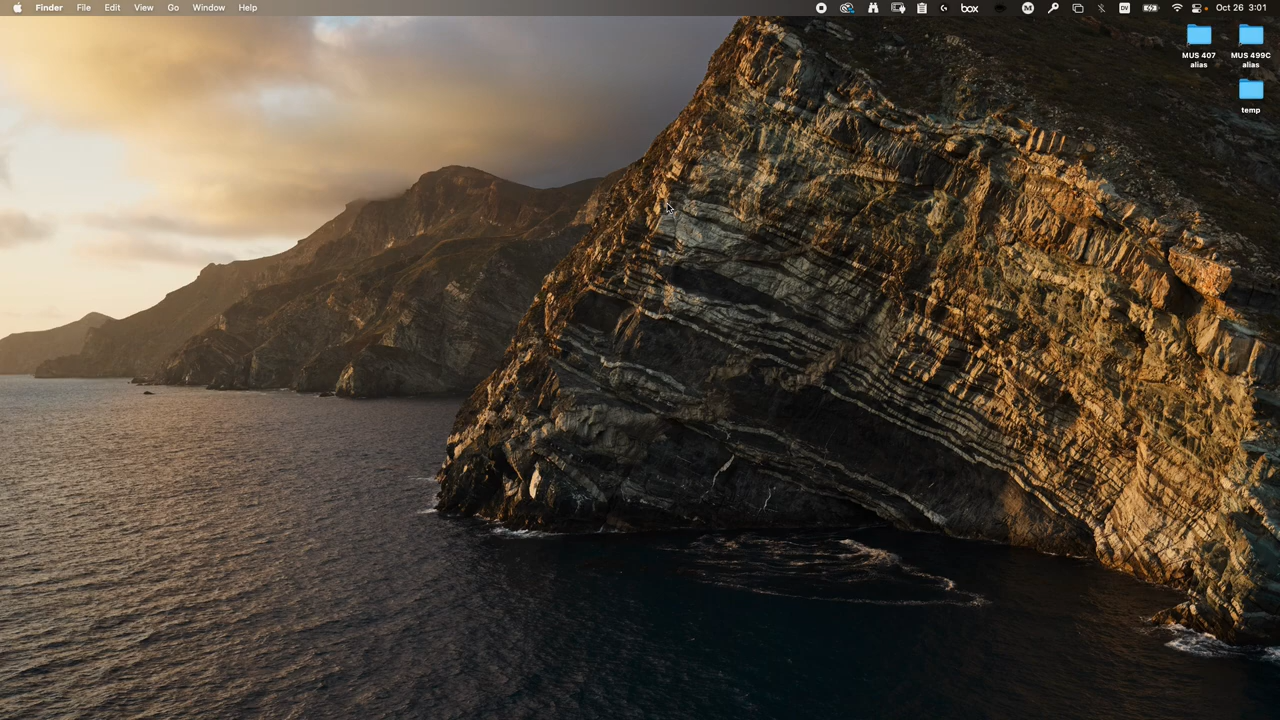 Finder File Edit View Go Window Help
box M DV Oct 26 3:01
MUS 407 alias
MUS 499C alias
temp